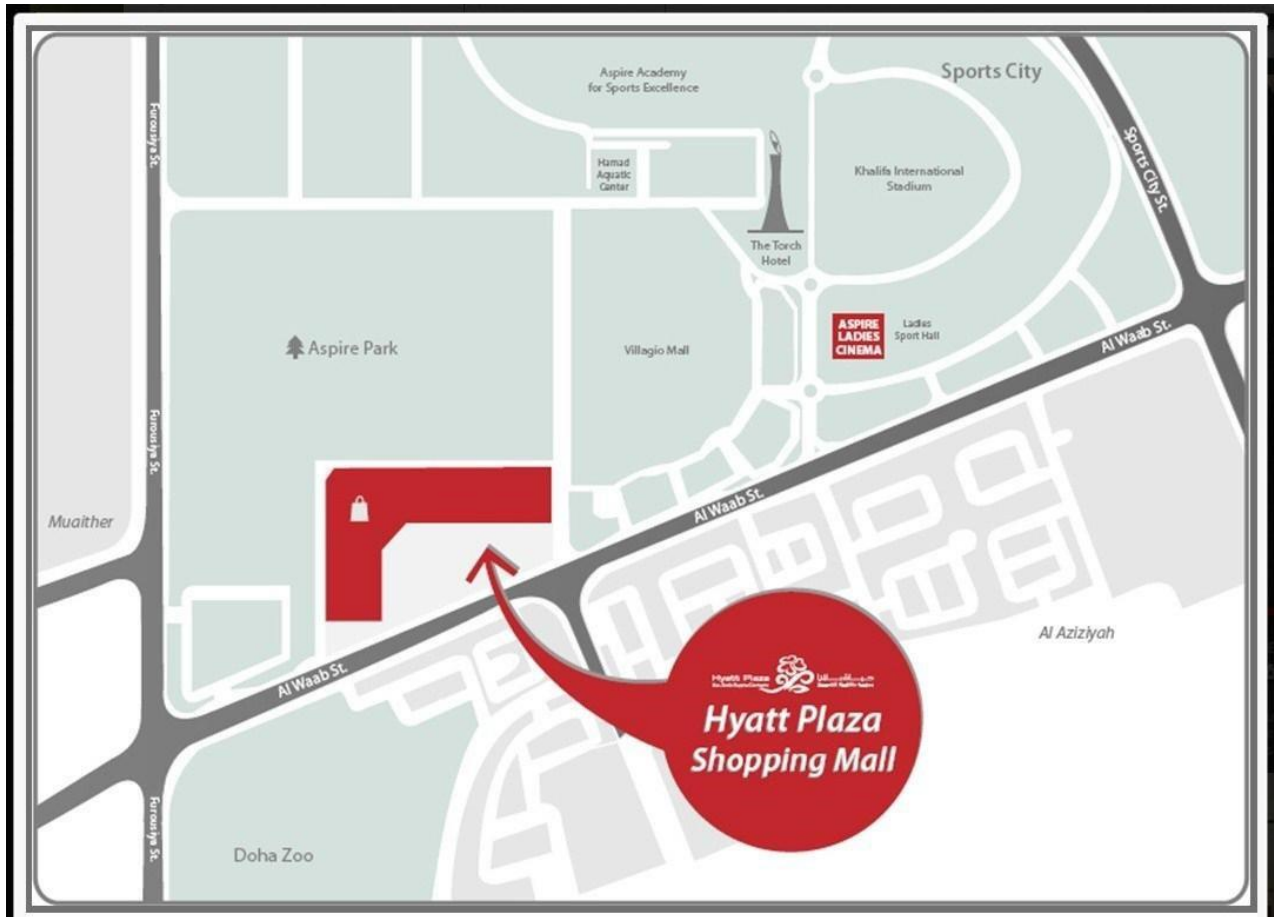 Aspire Academy
for Sports Excellence
Sports City
Furousiya St.
Sports City St.
Hamad
Aquatic
Center
Khalifa International
Stadium
The Torch
Hotel
ASPIRE
LADIES
CINEMA
Ladies
Sport Hall
Al Waab St.
Aspire Park
Villagio Mall
Furousiya St.
Muaither
Al Waab St.
Al Aziziyah
Al Waab St.
Hyatt Plaza
Hyatt Plaza
Shopping Mall
Furousiya St.
Doha Zoo